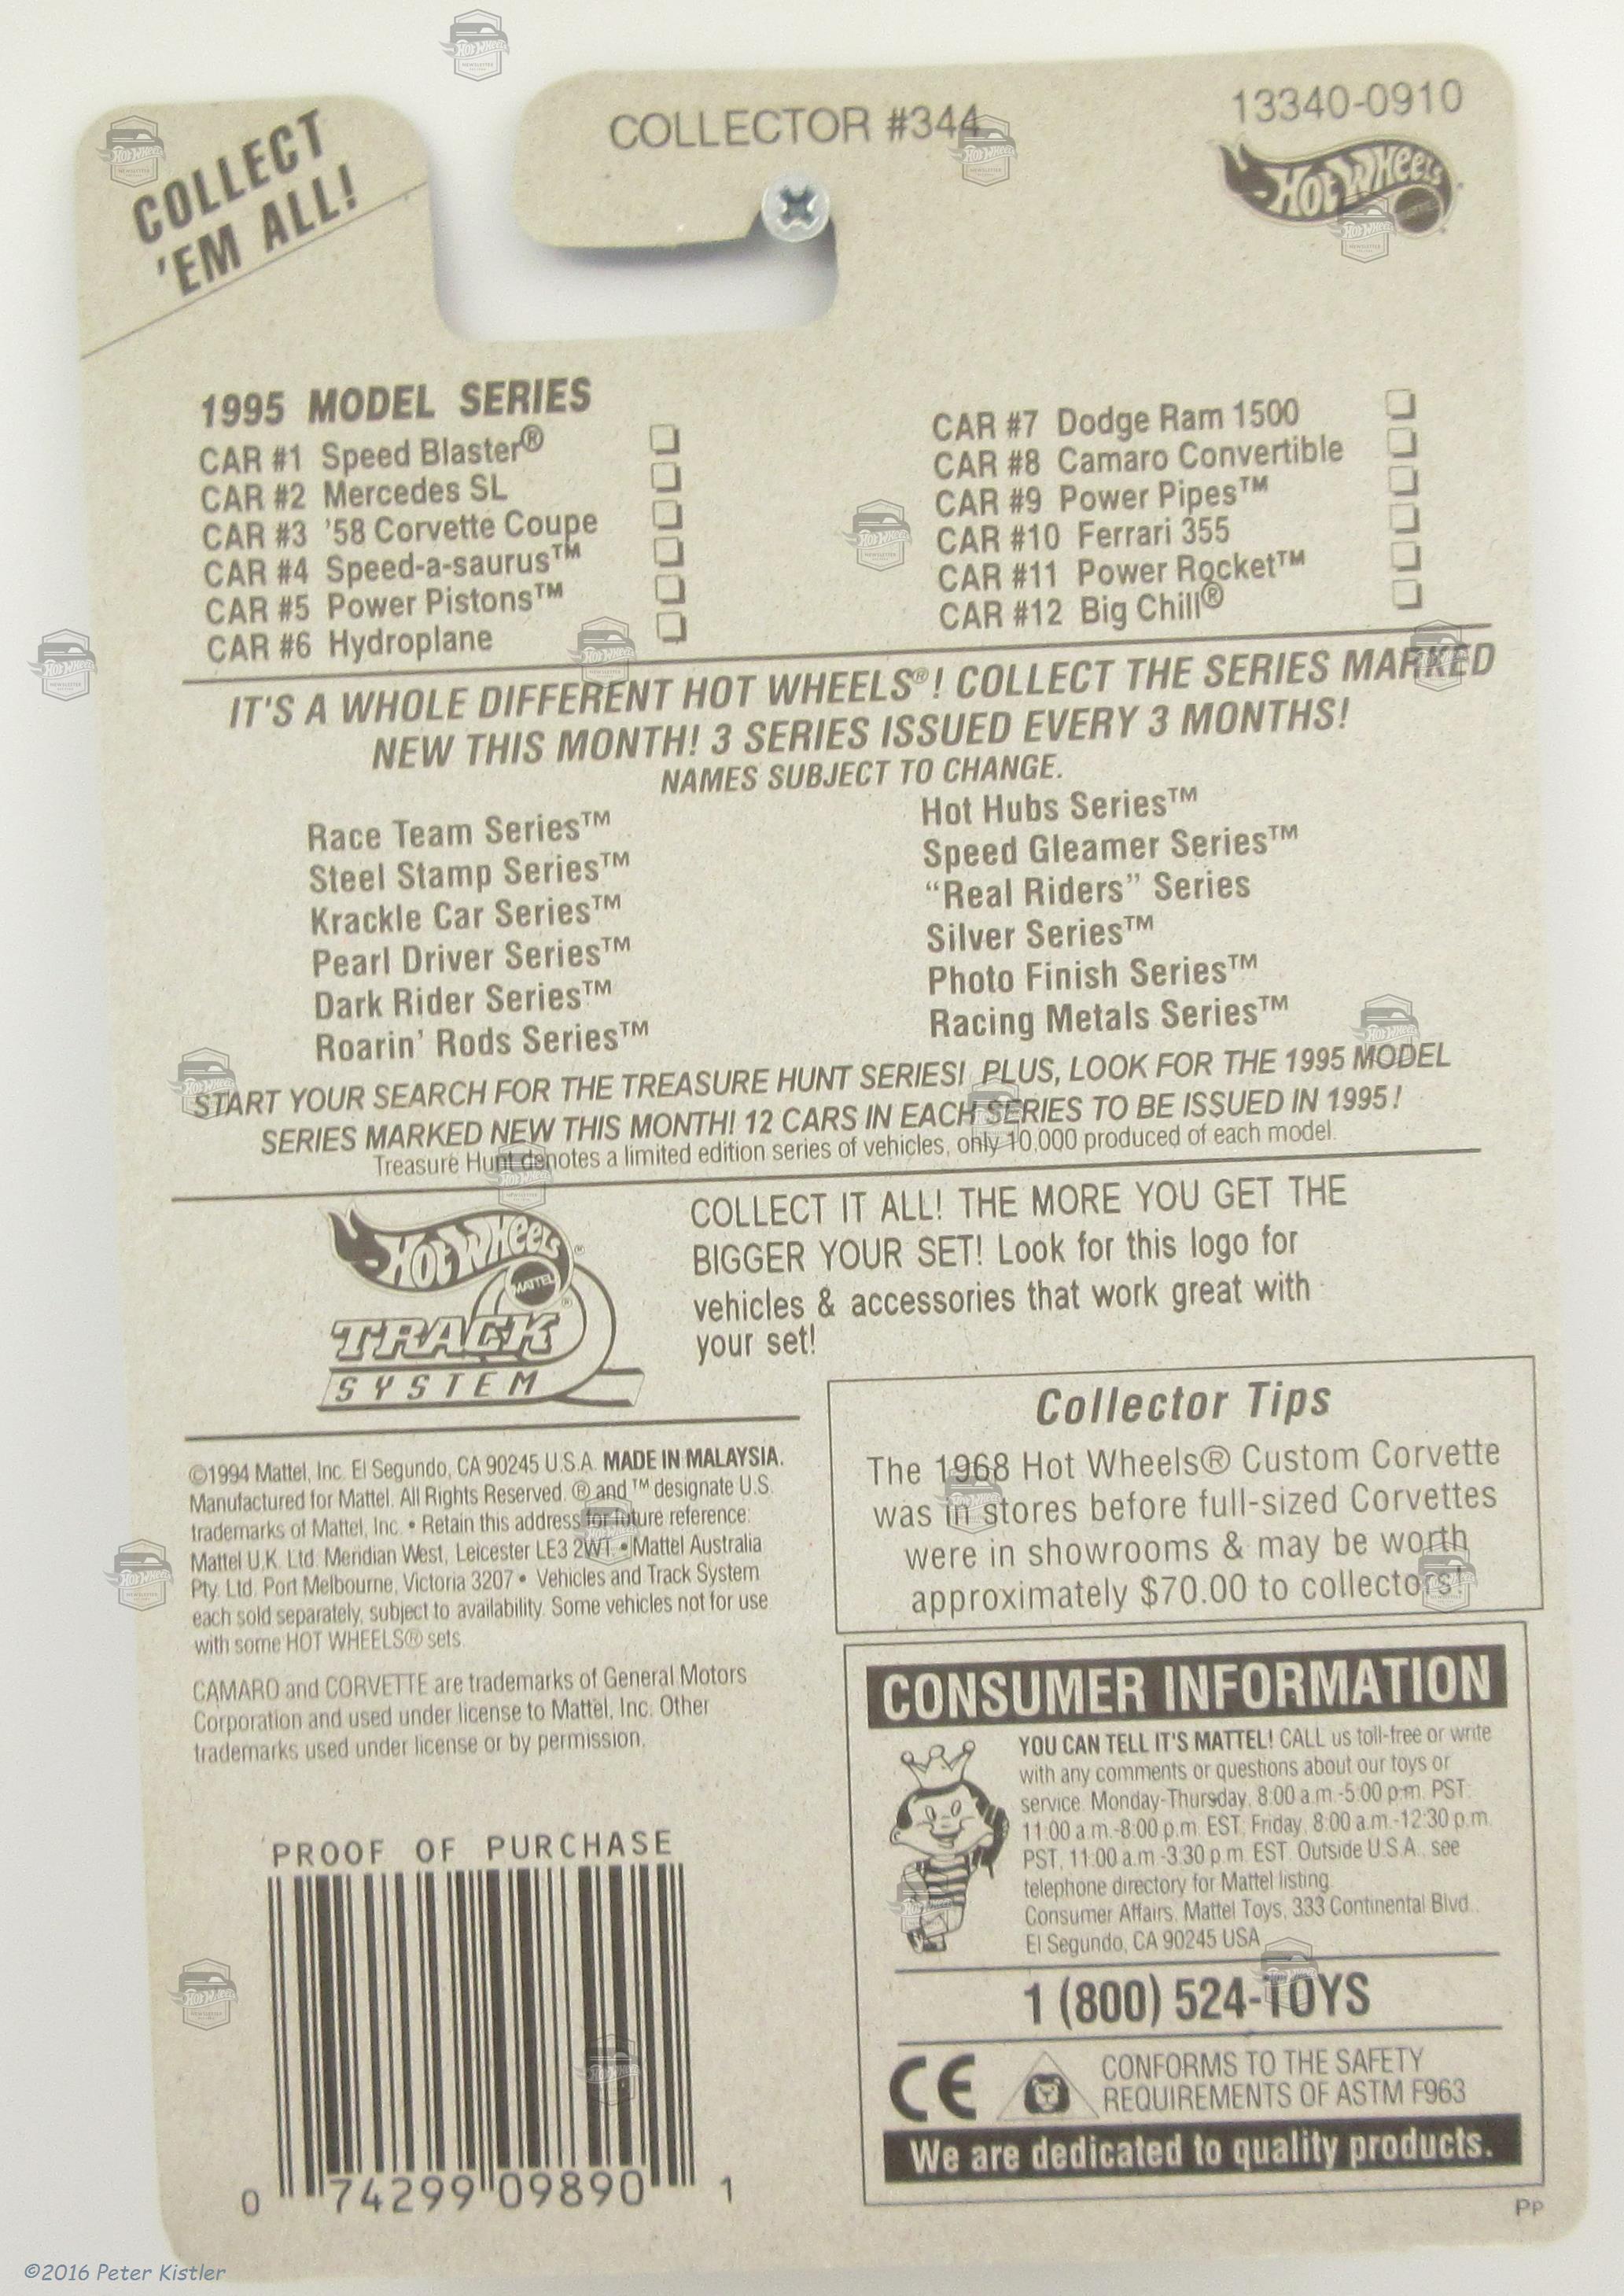 COLLECT
'EM ALL!
COLLECTOR #344
13340-0910
HOT WHEELS
1995 MODEL SERIES
CAR #1 Speed Blaster®
CAR #2 Mercedes SL
CAR #3 '58 Corvette Coupe
CAR #4 Speed-a-saurus™
CAR #5 Power Pistons™
CAR #6 Hydroplane
CAR #7 Dodge Ram 1500
CAR #8 Camaro Convertible
CAR #9 Power Pipes™
CAR #10 Ferrari 355
CAR #11 Power Rocket™
CAR #12 Big Chill®
IT'S A WHOLE DIFFERENT HOT WHEELS®! COLLECT THE SERIES MARKED
NEW THIS MONTH! 3 SERIES ISSUED EVERY 3 MONTHS!
NAMES SUBJECT TO CHANGE.
Race Team Series™
Steel Stamp Series™
Krackle Car Series™
Pearl Driver Series™
Dark Rider Series™
Roarin' Rods Series™
Hot Hubs Series™
Speed Gleamer Series™
“Real Riders” Series
Silver Series™
Photo Finish Series™
Racing Metals Series™
START YOUR SEARCH FOR THE TREASURE HUNT SERIES! PLUS, LOOK FOR THE 1995 MODEL
SERIES MARKED NEW THIS MONTH! 12 CARS IN EACH SERIES TO BE ISSUED IN 1995!
Treasure Hunt denotes a limited edition series of vehicles, only 10,000 produced of each model.
HOT WHEELS®
MATTEL®
TRACK
SYSTEM
COLLECT IT ALL! THE MORE YOU GET THE
BIGGER YOUR SET! Look for this logo for
vehicles & accessories that work great with
your set!
©1994 Mattel, Inc. El Segundo, CA 90245 U.S.A. MADE IN MALAYSIA.
Manufactured for Mattel. All Rights Reserved. ® and ™ designate U.S.
trademarks of Mattel, Inc. • Retain this address for future reference:
Mattel U.K. Ltd. Meridian West, Leicester LE3 2WT. • Mattel Australia
Pty. Ltd. Port Melbourne, Victoria 3207 • Vehicles and Track System
each sold separately, subject to availability. Some vehicles not for use
with some HOT WHEELS® sets.
CAMARO and CORVETTE are trademarks of General Motors
Corporation and used under license to Mattel, Inc. Other
trademarks used under license or by permission.
Collector Tips
The 1968 Hot Wheels® Custom Corvette
was in stores before full-sized Corvettes
were in showrooms & may be worth
approximately $70.00 to collectors!
CONSUMER INFORMATION
YOU CAN TELL IT'S MATTEL! CALL us toll-free or write
with any comments or questions about our toys or
service. Monday-Thursday, 8:00 a.m.-5:00 p.m. PST.
11:00 a.m.-8:00 p.m. EST. Friday, 8:00 a.m.-12:30 p.m.
PST, 11:00 a.m.-3:30 p.m. EST. Outside U.S.A., see
telephone directory for Mattel listing.
Consumer Affairs, Mattel Toys, 333 Continental Blvd.,
El Segundo, CA 90245 USA
1 (800) 524-TOYS
CE
CONFORMS TO THE SAFETY
REQUIREMENTS OF ASTM F963
We are dedicated to quality products.
PROOF OF PURCHASE
0 74299 09890 1
PP
©2016 Peter Kistler